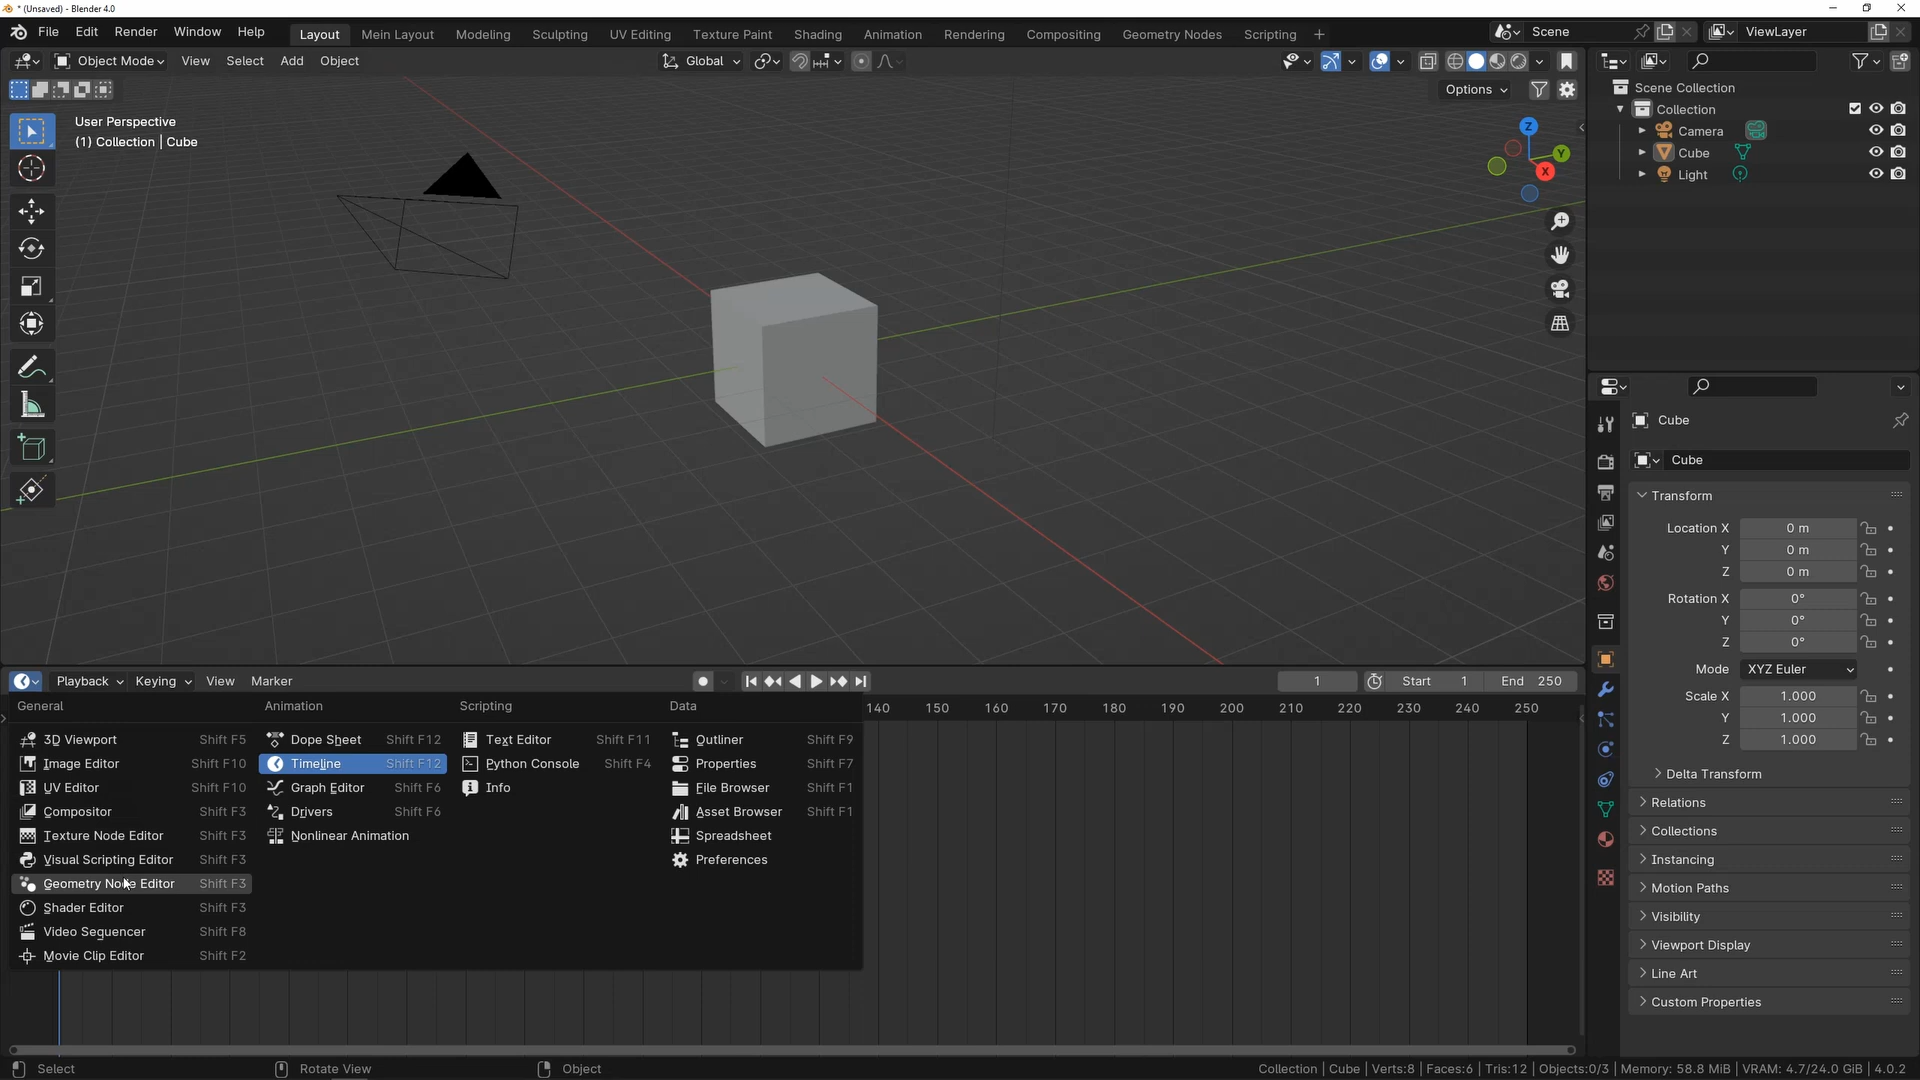 * (Unsaved) - Blender 4.0
File Edit Render Window Help Layout Main Layout Modeling Sculpting UV Editing Texture Paint Shading Animation Rendering Compositing Geometry Nodes Scripting + Scene ViewLayer
Object Mode View Select Add Object Global
Options
User Perspective
(1) Collection | Cube
Z
Y
X
Scene Collection
Collection
Camera
Cube
Light
Cube
Cube
Transform
Location X 0 m
Y 0 m
Z 0 m
Rotation X 0°
Y 0°
Z 0°
Mode XYZ Euler
Scale X 1.000
Y 1.000
Z 1.000
Delta Transform
Relations
Collections
Instancing
Motion Paths
Visibility
Viewport Display
Line Art
Custom Properties
Playback Keying View Marker 1 Start 1 End 250
140 150 160 170 180 190 200 210 220 230 240 250
General
3D Viewport Shift F5
Image Editor Shift F10
UV Editor Shift F10
Compositor Shift F3
Texture Node Editor Shift F3
Visual Scripting Editor Shift F3
Geometry Node Editor Shift F3
Shader Editor Shift F3
Video Sequencer Shift F8
Movie Clip Editor Shift F2
Animation
Dope Sheet Shift F12
Timeline Shift F12
Graph Editor Shift F6
Drivers Shift F6
Nonlinear Animation
Scripting
Text Editor Shift F11
Python Console Shift F4
Info
Data
Outliner Shift F9
Properties Shift F7
File Browser Shift F1
Asset Browser Shift F1
Spreadsheet
Preferences
Select Rotate View Object
Collection | Cube | Verts:8 | Faces:6 | Tris:12 | Objects:0/3 | Memory: 58.8 MiB | VRAM: 4.7/24.0 GiB | 4.0.2